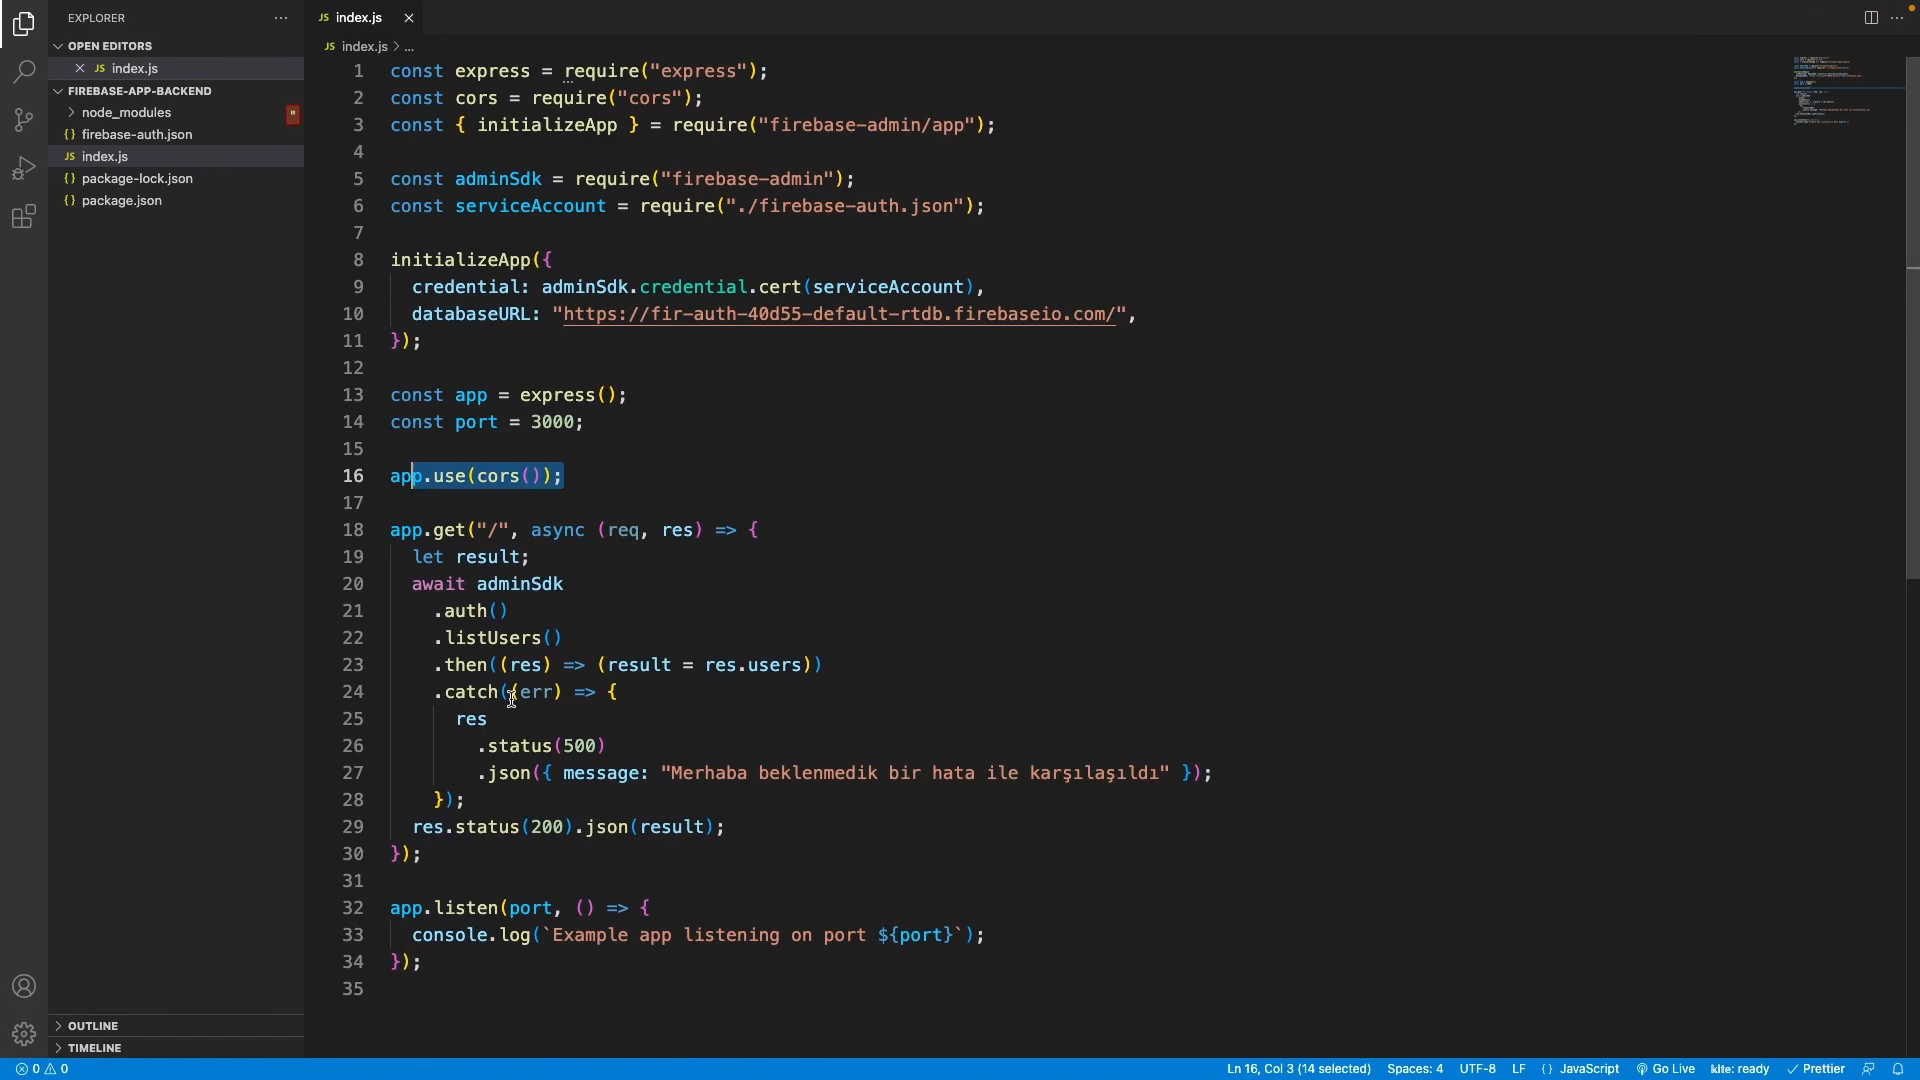 EXPLORER
OPEN EDITORS
JS index.js
FIREBASE-APP-BACKEND
node_modules
{} firebase-auth.json
JS index.js
{} package-lock.json
{} package.json
OUTLINE
TIMELINE
JS index.js
JS index.js > ...
1 const express = require("express");
2 const cors = require("cors");
3 const { initializeApp } = require("firebase-admin/app");
4
5 const adminSdk = require("firebase-admin");
6 const serviceAccount = require("./firebase-auth.json");
7
8 initializeApp({
9 credential: adminSdk.credential.cert(serviceAccount),
10 databaseURL: "https://fir-auth-40d55-default-rtdb.firebaseio.com/",
11 });
12
13 const app = express();
14 const port = 3000;
15
16 app.use(cors());
17
18 app.get("/", async (req, res) => {
19 let result;
20 await adminSdk
21 .auth()
22 .listUsers()
23 .then((res) => (result = res.users))
24 .catch((err) => {
25 res
26 .status(500)
27 .json({ message: "Merhaba beklenmedik bir hata ile karşılaşıldı" });
28 });
29 res.status(200).json(result);
30 });
31
32 app.listen(port, () => {
33 console.log(`Example app listening on port ${port}`);
34 });
35
0 0
Ln 16, Col 3 (14 selected) Spaces: 4 UTF-8 LF {} JavaScript Go Live kite: ready Prettier